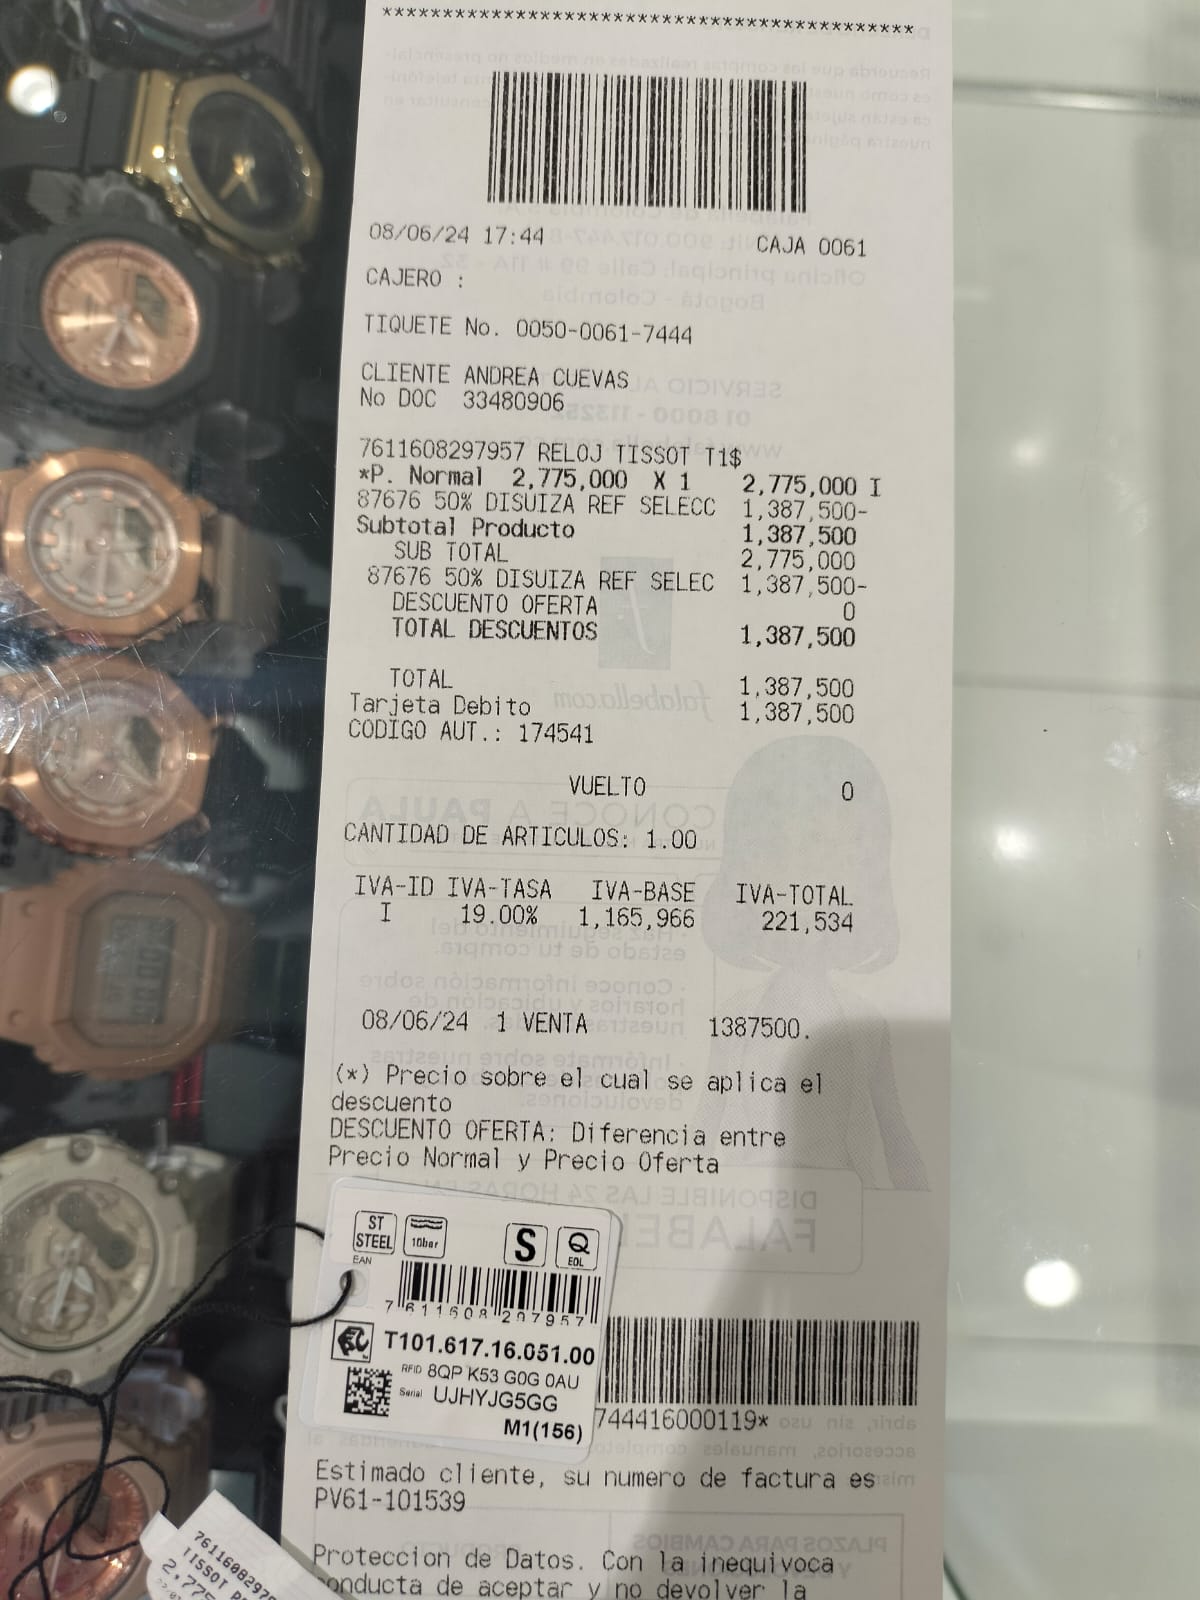 ********************************************
08/06/24 17:44 CAJA 0061
CAJERO :
TIQUETE No. 0050-0061-7444
CLIENTE ANDREA CUEVAS
No DOC 33480906
7611608297957 RELOJ TISSOT T1$
*P. Normal 2,775,000 X 1 2,775,000 I
87676 50% DISUIZA REF SELECC 1,387,500-
Subtotal Producto 1,387,500
SUB TOTAL 2,775,000
87676 50% DISUIZA REF SELEC 1,387,500-
DESCUENTO OFERTA 0
TOTAL DESCUENTOS 1,387,500
TOTAL 1,387,500
Tarjeta Debito 1,387,500
CODIGO AUT.: 174541
VUELTO 0
CANTIDAD DE ARTICULOS: 1.00
IVA-ID IVA-TASA IVA-BASE IVA-TOTAL
I 19.00% 1,165,966 221,534
08/06/24 1 VENTA 1387500.
(*) Precio sobre el cual se aplica el
descuento
DESCUENTO OFERTA: Diferencia entre
Precio Normal y Precio Oferta
ST STEEL 10bar S Q EOL
EAN
7 611608 297957
T101.617.16.051.00
RFID 8QP K53 G0G 0AU
Serial UJHYJG5GG
M1(156)
744416000119*
Estimado cliente, su numero de factura es
PV61-101539
Proteccion de Datos. Con la inequivoca
conducta de aceptar y no devolver la
TISSOT